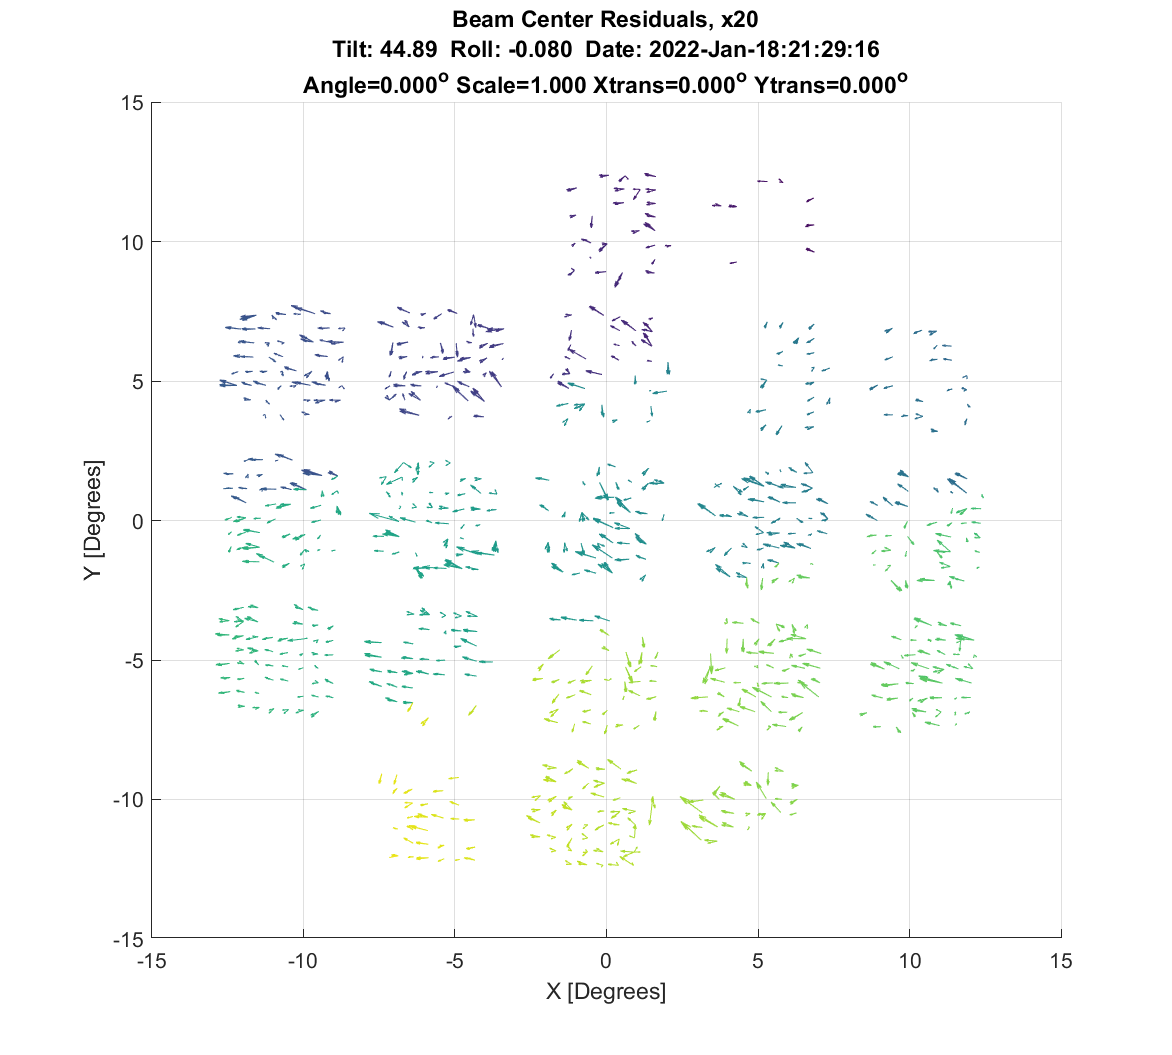 Beam Center Residuals, x20
Tilt: 44.89 Roll: -0.080 Date: 2022-Jan-18:21:29:16
Angle=0.000° Scale=1.000 Xtrans=0.000° Ytrans=0.000°
15
10
5
0
-5
-10
-15
Y [Degrees]
-15 -10 -5 0 5 10 15
X [Degrees]